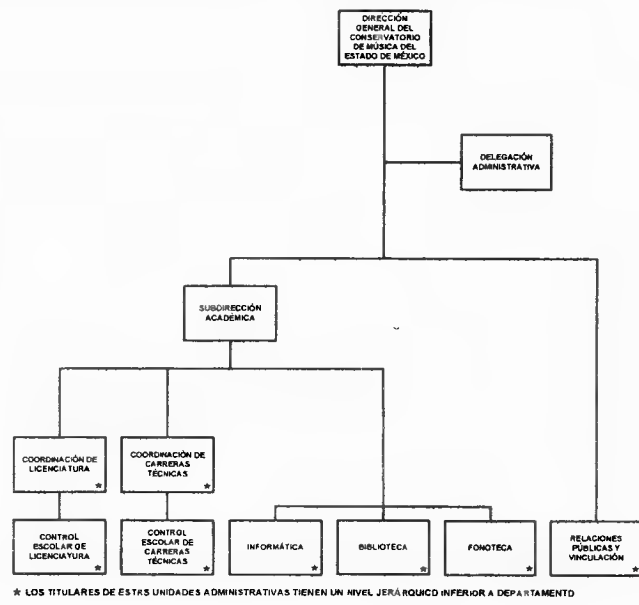 DIRECCIÓN
GENERAL DEL
CONSERVATORIO
DE MÚSICA DEL
ESTADO DE MÉXICO
DELEGACIÓN
ADMINISTRATIVA
SUBDIRECCIÓN
ACADÉMICA
COORDINACIÓN DE
LICENCIATURA
*
COORDINACIÓN DE
CARRERAS
TÉCNICAS
*
CONTROL
ESCOLAR DE
LICENCIATURA
*
CONTROL
ESCOLAR DE
CARRERAS
TÉCNICAS
*
INFORMÁTICA
*
BIBLIOTECA
*
FONOTECA
*
RELACIONES
PÚBLICAS Y
VINCULACIÓN
*
* LOS TITULARES DE ESTAS UNIDADES ADMINISTRATIVAS TIENEN UN NIVEL JERÁRQUICO INFERIOR A DEPARTAMENTO